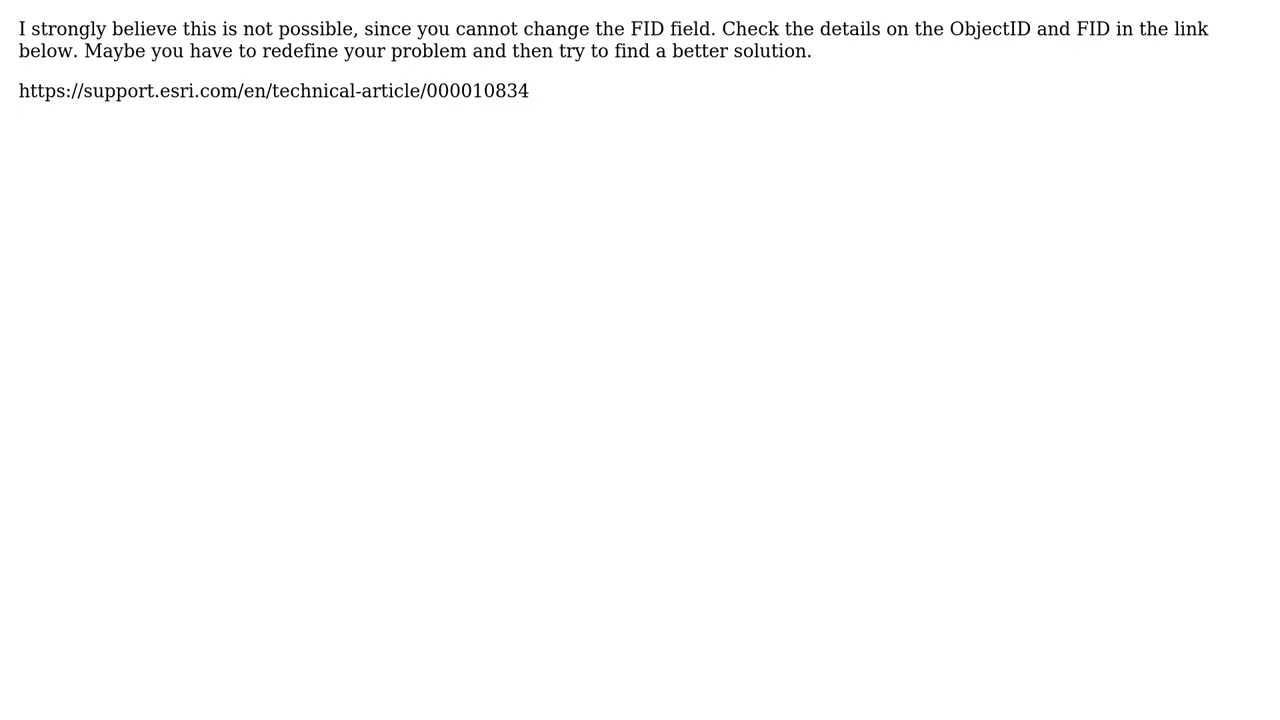 I strongly believe this is not possible, since you cannot change the FID field. Check the details on the ObjectID and FID in the link
below. Maybe you have to redefine your problem and then try to find a better solution.
https://support.esri.com/en/technical-article/000010834